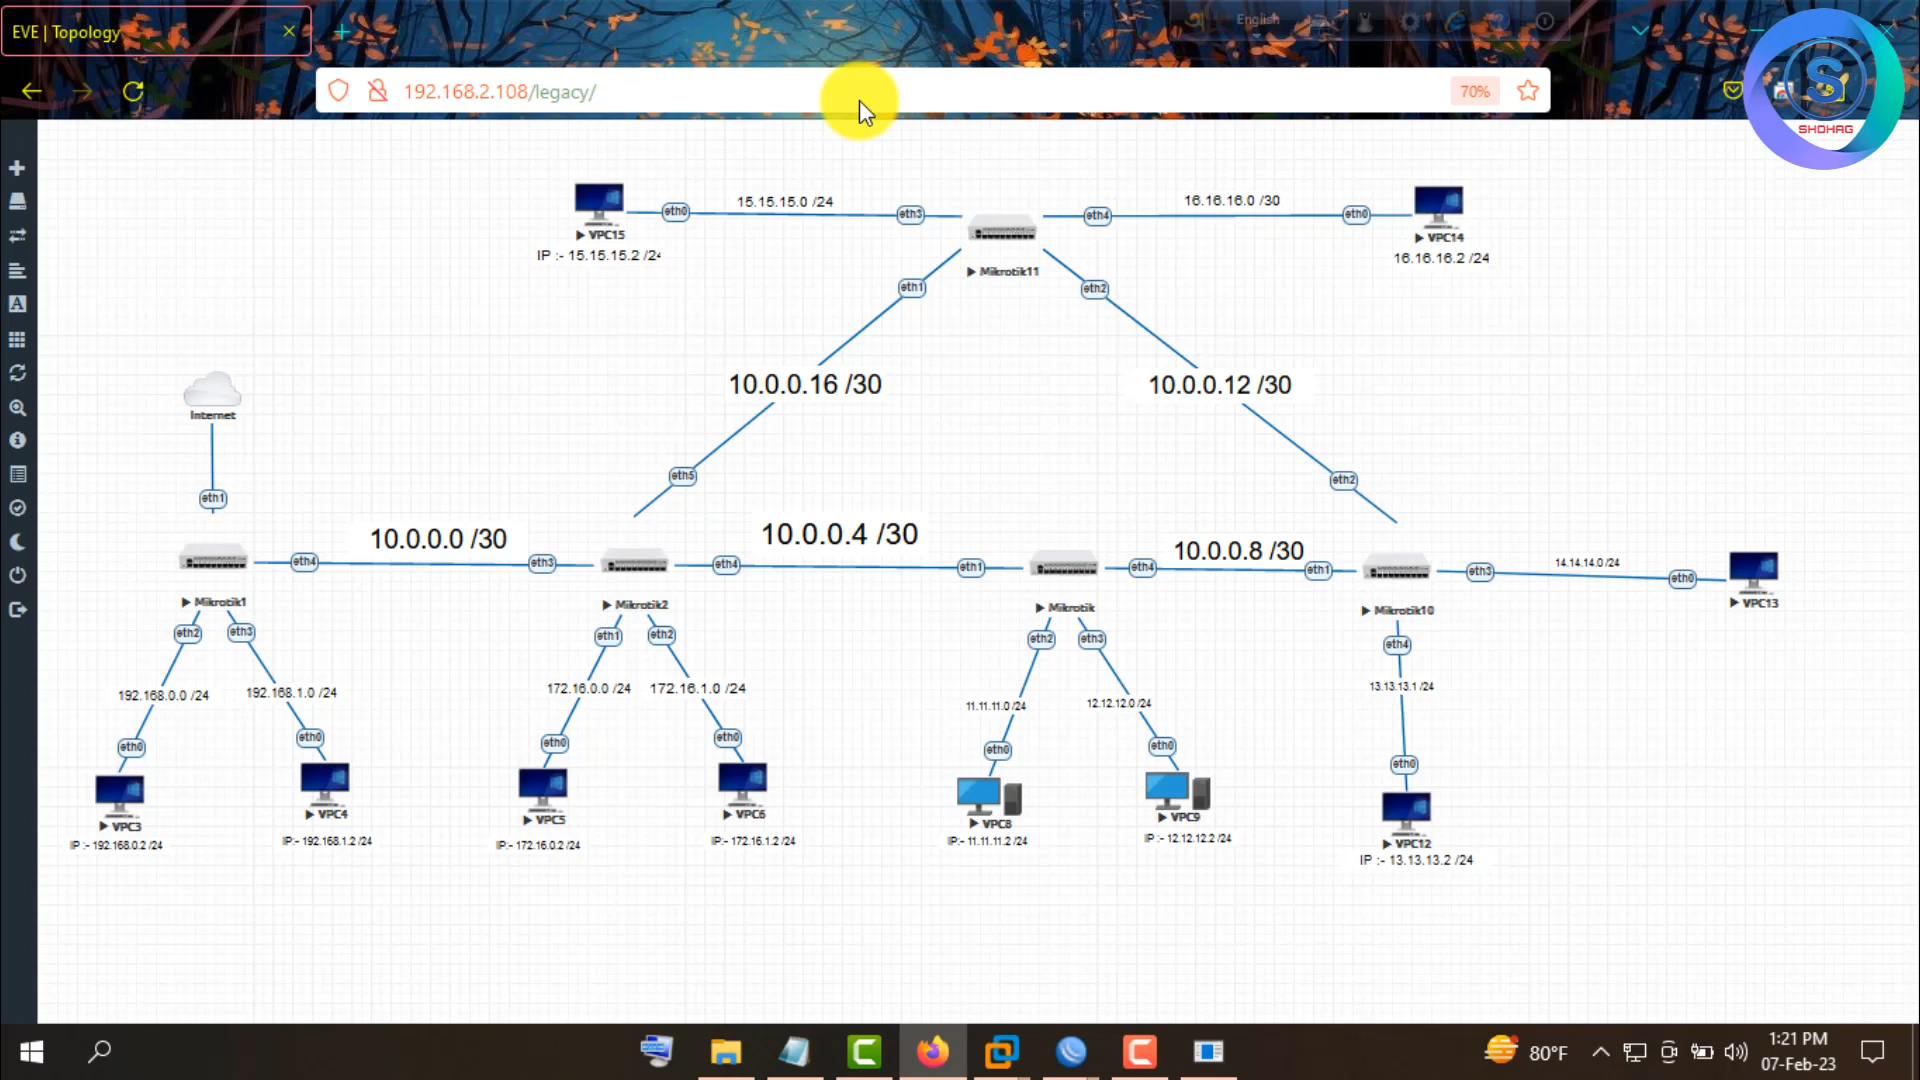 EVE | Topology
English
192.168.2.108/legacy/
70%
S
SHOHAG
15.15.15.0 /24
16.16.16.0 /30
eth0
eth3
eth4
eth0
VPC15
VPC14
IP :- 15.15.15.2 /24
16.16.16.2 /24
Mikrotik11
eth1
eth2
10.0.0.16 /30
10.0.0.12 /30
Internet
eth5
eth2
eth1
10.0.0.0 /30
10.0.0.4 /30
10.0.0.8 /30
14.14.14.0 /24
eth4
eth3
eth4
eth1
eth4
eth1
eth3
eth0
Mikrotik1
Mikrotik2
Mikrotik
Mikrotik10
VPC13
eth2
eth3
eth1
eth2
eth2
eth3
eth4
192.168.0.0 /24
192.168.1.0 /24
172.16.0.0 /24
172.16.1.0 /24
11.11.11.0 /24
12.12.12.0 /24
13.13.13.1 /24
eth0
eth0
eth0
eth0
eth0
eth0
eth0
VPC3
VPC4
VPC5
VPC6
VPC8
VPC9
VPC12
IP :- 192.168.0.2 /24
IP:- 192.168.1.2 /24
IP:- 172.16.0.2 /24
IP:- 172.16.1.2 /24
IP:- 11.11.11.2 /24
IP :- 12.12.12.2 /24
IP :- 13.13.13.2 /24
80°F
1:21 PM
07-Feb-23